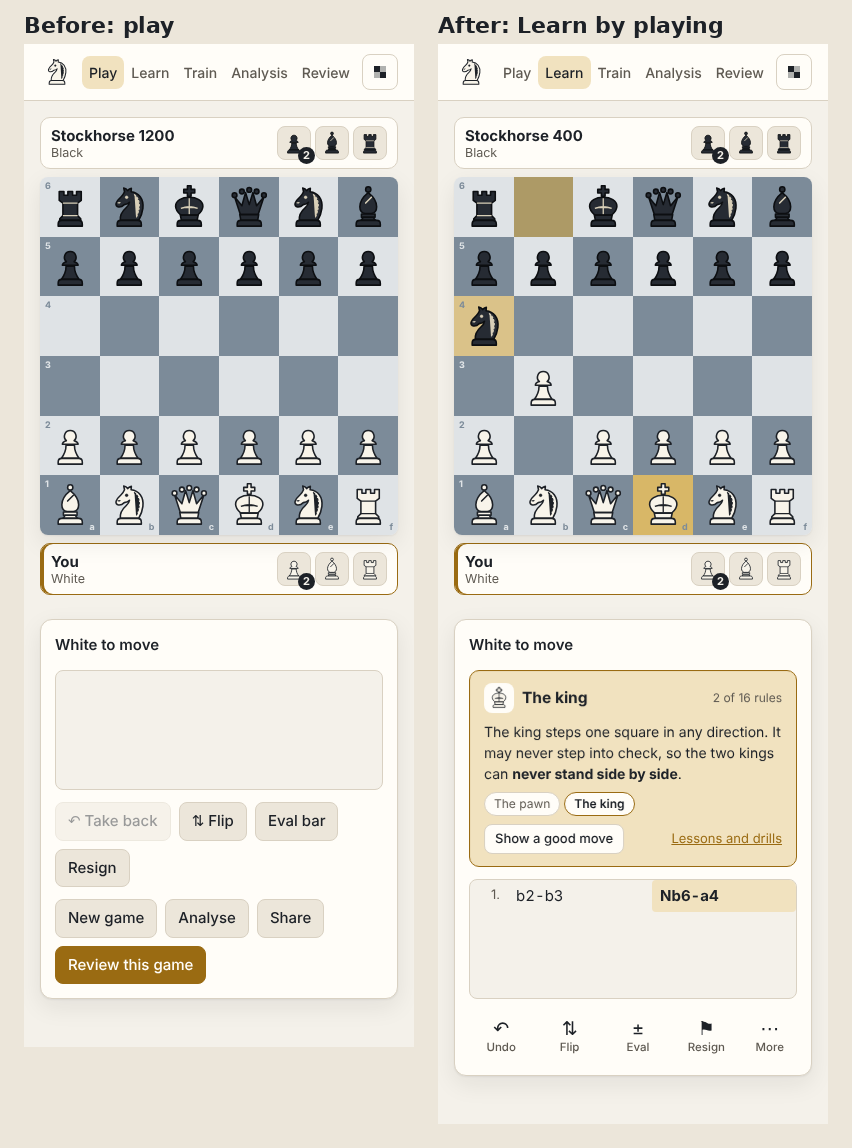 Before: play
Play Learn Train Analysis Review
Stockhorse 1200
Black
2
6
5
4
3
2
1
a b c d e f
You
White
2
White to move
↶ Take back ⇅ Flip Eval bar
Resign
New game Analyse Share
Review this game
After: Learn by playing
Play Learn Train Analysis Review
Stockhorse 400
Black
2
6
5
4
3
2
1
a b c d e f
You
White
2
White to move
The king 2 of 16 rules
The king steps one square in any direction. It
may never step into check, so the two kings
can never stand side by side.
The pawn The king
Show a good move Lessons and drills
1. b2-b3 Nb6-a4
↶ ⇅ ± ⚑ ⋯
Undo Flip Eval Resign More